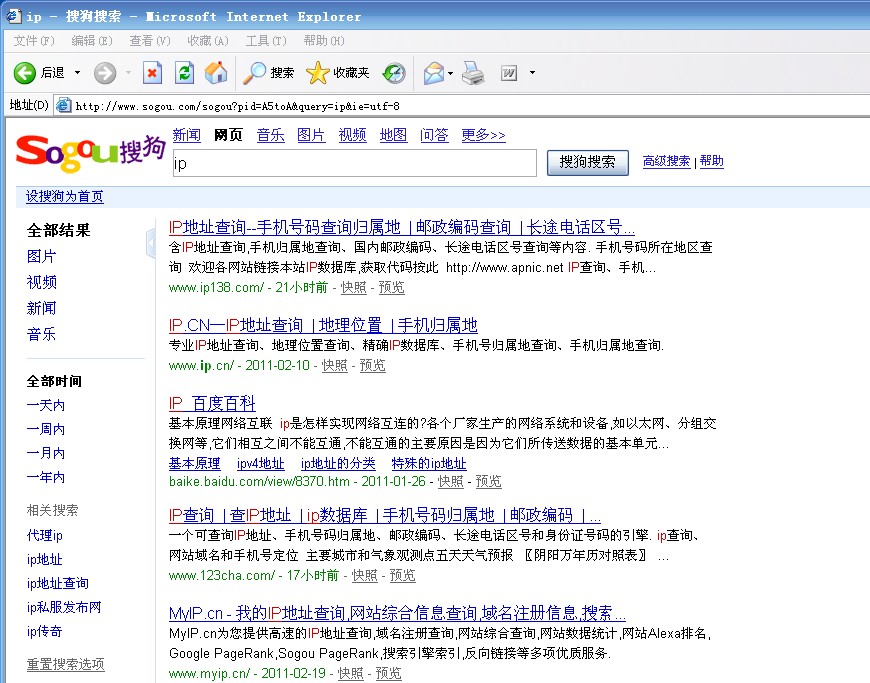 ip - 搜狗搜索 - Microsoft Internet Explorer
文件(F) 编辑(E) 查看(V) 收藏(A) 工具(T) 帮助(H)
后退 搜索 收藏夹
地址(D) http://www.sogou.com/sogou?pid=A5toA&query=ip&ie=utf-8
Sogou搜狗 新闻 网页 音乐 图片 视频 地图 问答 更多>>
ip 搜狗搜索 高级搜索 | 帮助
设搜狗为首页
全部结果
图片
视频
新闻
音乐
全部时间
一天内
一周内
一月内
一年内
相关搜索
代理ip
ip地址
ip地址查询
ip私服发布网
ip传奇
重置搜索选项
IP地址查询--手机号码查询归属地 | 邮政编码查询 | 长途电话区号...
含IP地址查询,手机归属地查询、国内邮政编码、长途电话区号查询等内容. 手机号码所在地区查
询 欢迎各网站链接本站IP数据库,获取代码按此 http://www.apnic.net IP查询、手机...
www.ip138.com/ - 21小时前 - 快照 - 预览
IP.CN—IP地址查询 | 地理位置 | 手机归属地
专业IP地址查询、地理位置查询、精确IP数据库、手机号归属地查询、手机归属地查询.
www.ip.cn/ - 2011-02-10 - 快照 - 预览
IP_百度百科
基本原理网络互联 ip是怎样实现网络互连的?各个厂家生产的网络系统和设备,如以太网、分组交
换网等,它们相互之间不能互通,不能互通的主要原因是因为它们所传送数据的基本单元...
基本原理 ipv4地址 ip地址的分类 特殊的ip地址
baike.baidu.com/view/8370.htm - 2011-01-26 - 快照 - 预览
IP查询 | 查IP地址 | ip数据库 | 手机号码归属地 | 邮政编码 | ...
一个可查询IP地址、手机号码归属地、邮政编码、长途电话区号和身份证号码的引擎. ip查询、
网站域名和手机号定位 主要城市和气象观测点五天天气预报 〖阴阳万年历对照表〗 ...
www.123cha.com/ - 17小时前 - 快照 - 预览
MyIP.cn - 我的IP地址查询,网站综合信息查询,域名注册信息,搜索...
MyIP.cn为您提供高速的IP地址查询,域名注册查询,网站综合查询,网站数据统计,网站Alexa排名,
Google PageRank,Sogou PageRank,搜索引擎索引,反向链接等多项优质服务.
www.myip.cn/ - 2011-02-19 - 快照 - 预览